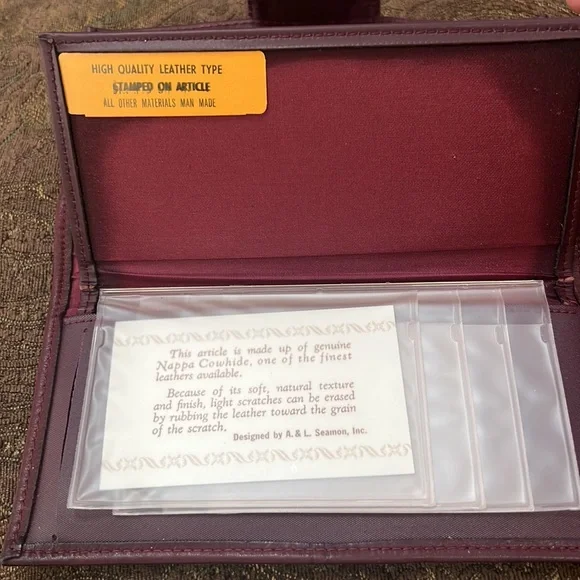 HIGH QUALITY LEATHER TYPE
STAMPED ON ARTICLE
ALL OTHER MATERIALS MAN MADE
This article is made up of genuine
Nappa Cowhide, one of the finest
leathers available.
Because of its soft, natural texture
and finish, light scratches can be erased
by rubbing the leather toward the grain
of the scratch.
Designed by A. & L. Seamon, Inc.